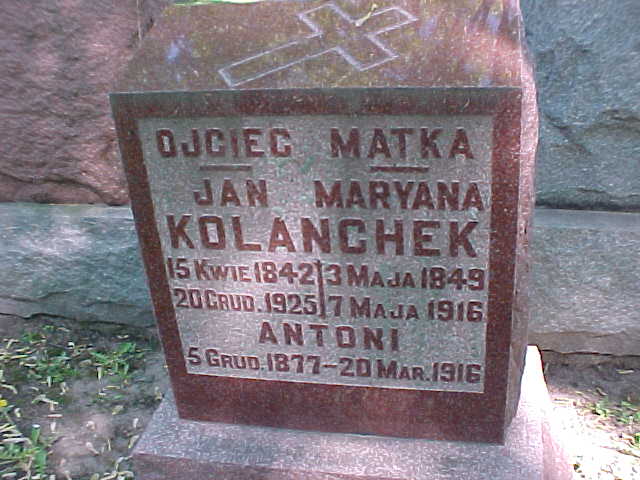 OJCIEC MATKA
JAN MARYANA
KOLANCHEK
15 KWIE 1842 3 MAJA 1849
20 GRUD. 1925 7 MAJA 1916
ANTONI
5 GRUD. 1877 - 20 MAR. 1916